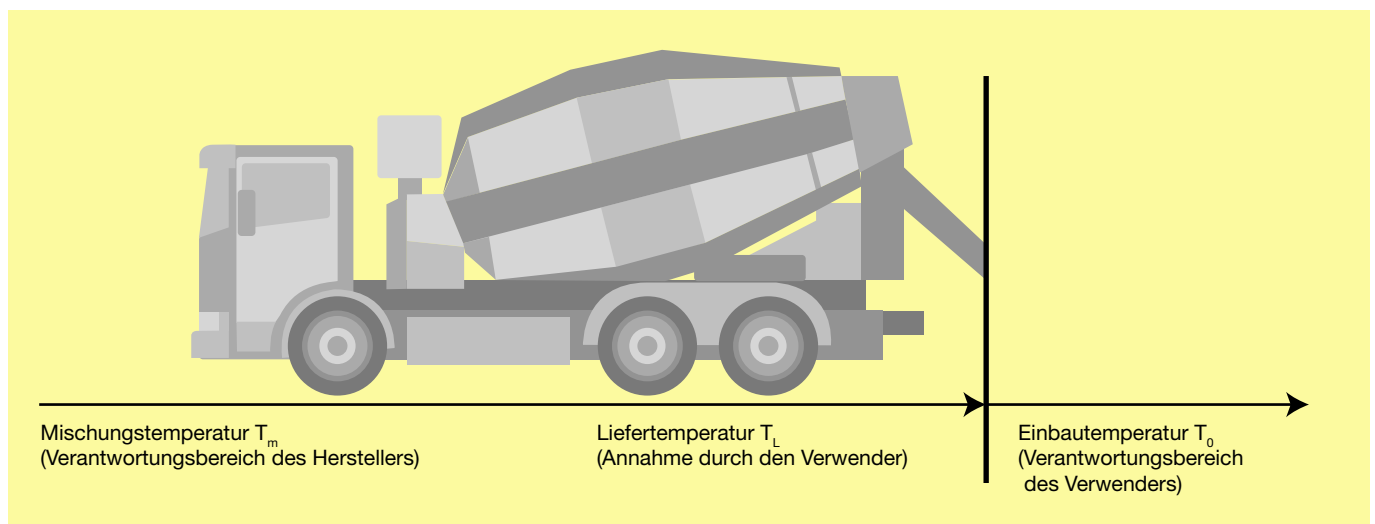 Mischungstemperatur Tm
(Verantwortungsbereich des Herstellers)
Liefertemperatur TL
(Annahme durch den Verwender)
Einbautemperatur T0
(Verantwortungsbereich
des Verwenders)